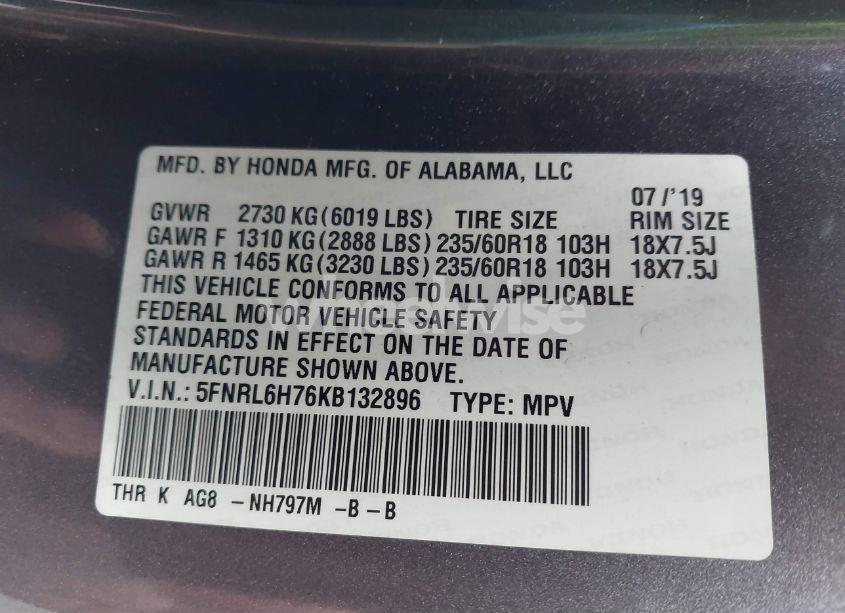 MFD. BY HONDA MFG. OF ALABAMA, LLC
07/'19
GVWR 2730 KG (6019 LBS) TIRE SIZE RIM SIZE
GAWR F 1310 KG (2888 LBS) 235/60R18 103H 18X7.5J
GAWR R 1465 KG (3230 LBS) 235/60R18 103H 18X7.5J
THIS VEHICLE CONFORMS TO ALL APPLICABLE
FEDERAL MOTOR VEHICLE SAFETY
STANDARDS IN EFFECT ON THE DATE OF
MANUFACTURE SHOWN ABOVE.
V.I.N.: 5FNRL6H76KB132896 TYPE: MPV
THR K AG8 - NH797M -B - B